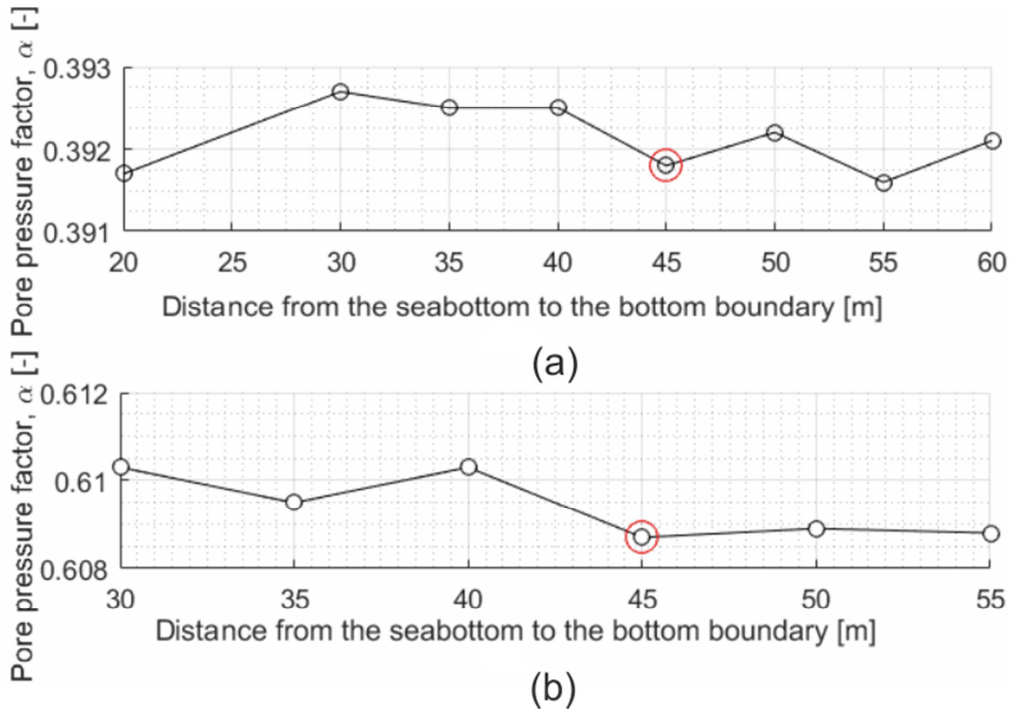 Pore pressure factor, α [-]
0.393
0.392
0.391
20 25 30 35 40 45 50 55 60
Distance from the seabottom to the bottom boundary [m]
(a)
Pore pressure factor, α [-]
0.612
0.61
0.608
30 35 40 45 50 55
Distance from the seabottom to the bottom boundary [m]
(b)